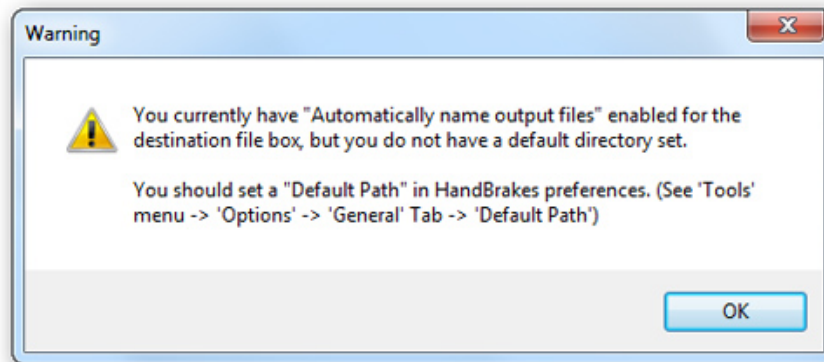 Warning
You currently have "Automatically name output files" enabled for the
destination file box, but you do not have a default directory set.
You should set a "Default Path" in HandBrakes preferences. (See 'Tools'
menu -> 'Options' -> 'General' Tab -> 'Default Path')
OK